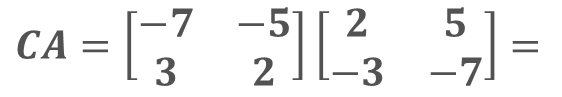 CA = [−7 −5
3 2] [2 5
−3 −7] =